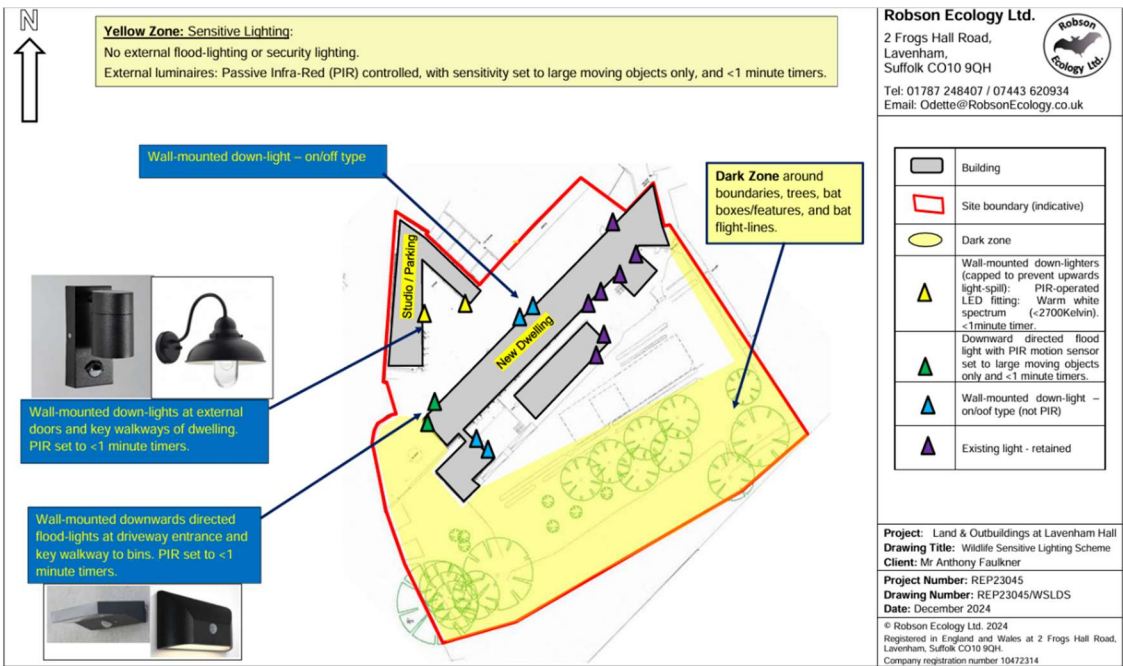 N
Yellow Zone: Sensitive Lighting:
No external flood-lighting or security lighting.
External luminaires: Passive Infra-Red (PIR) controlled, with sensitivity set to large moving objects only, and <1 minute timers.
Wall-mounted down-light – on/off type
Dark Zone around
boundaries, trees, bat
boxes/features, and bat
flight-lines.
Studio / Parking
New Dwelling
Wall-mounted down-lights at external
doors and key walkways of dwelling.
PIR set to <1 minute timers.
Wall-mounted downwards directed
flood-lights at driveway entrance and
key walkway to bins. PIR set to <1
minute timers.
Robson Ecology Ltd.
2 Frogs Hall Road,
Lavenham,
Suffolk CO10 9QH
Tel: 01787 248407 / 07443 620934
Email: Odette@RobsonEcology.co.uk
Robson
Ecology Ltd.
Building
Site boundary (indicative)
Dark zone
Wall-mounted down-lighters
(capped to prevent upwards
light-spill): PIR-operated
LED fitting: Warm white
spectrum (<2700Kelvin).
<1minute timer.
Downward directed flood
light with PIR motion sensor
set to large moving objects
only and <1 minute timers.
Wall-mounted down-light –
on/oof type (not PIR)
Existing light - retained
Project: Land & Outbuildings at Lavenham Hall
Drawing Title: Wildlife Sensitive Lighting Scheme
Client: Mr Anthony Faulkner
Project Number: REP23045
Drawing Number: REP23045/WSLDS
Date: December 2024
© Robson Ecology Ltd. 2024
Registered in England and Wales at 2 Frogs Hall Road,
Lavenham, Suffolk CO10 9QH.
Company registration number 10472314